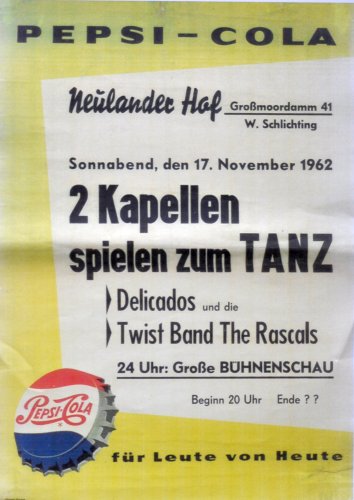 PEPSI-COLA
Neuländer Hof
Großmoordamm 41
W. Schlichting
Sonnabend, den 17. November 1962
2 Kapellen
spielen zum TANZ
Delicados und die
Twist Band The Rascals
24 Uhr: Große BÜHNENSCHAU
Beginn 20 Uhr Ende ??
PEPSI-COLA
für Leute von Heute